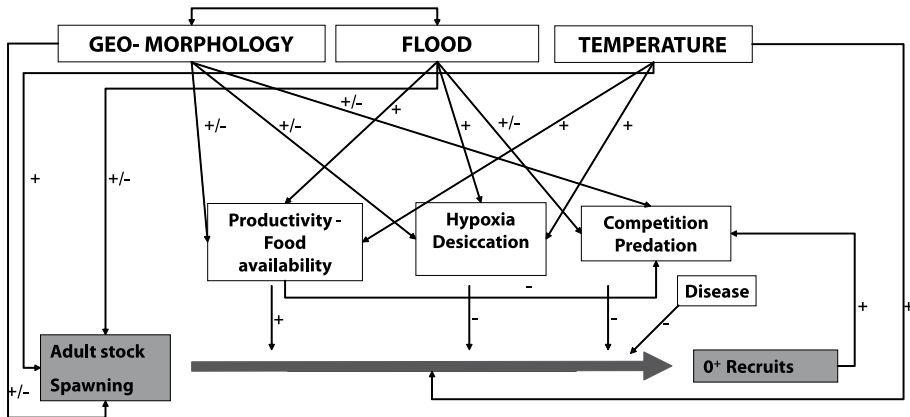 GEO- MORPHOLOGY
FLOOD
TEMPERATURE
+/-
+
+/-
+/-
+
+/-
+
+
+
+/-
Productivity -
Food
availability
Hypoxia
Desiccation
Competition
Predation
-
Disease
+
-
-
-
+
+
Adult stock
Spawning
0+ Recruits
+/-